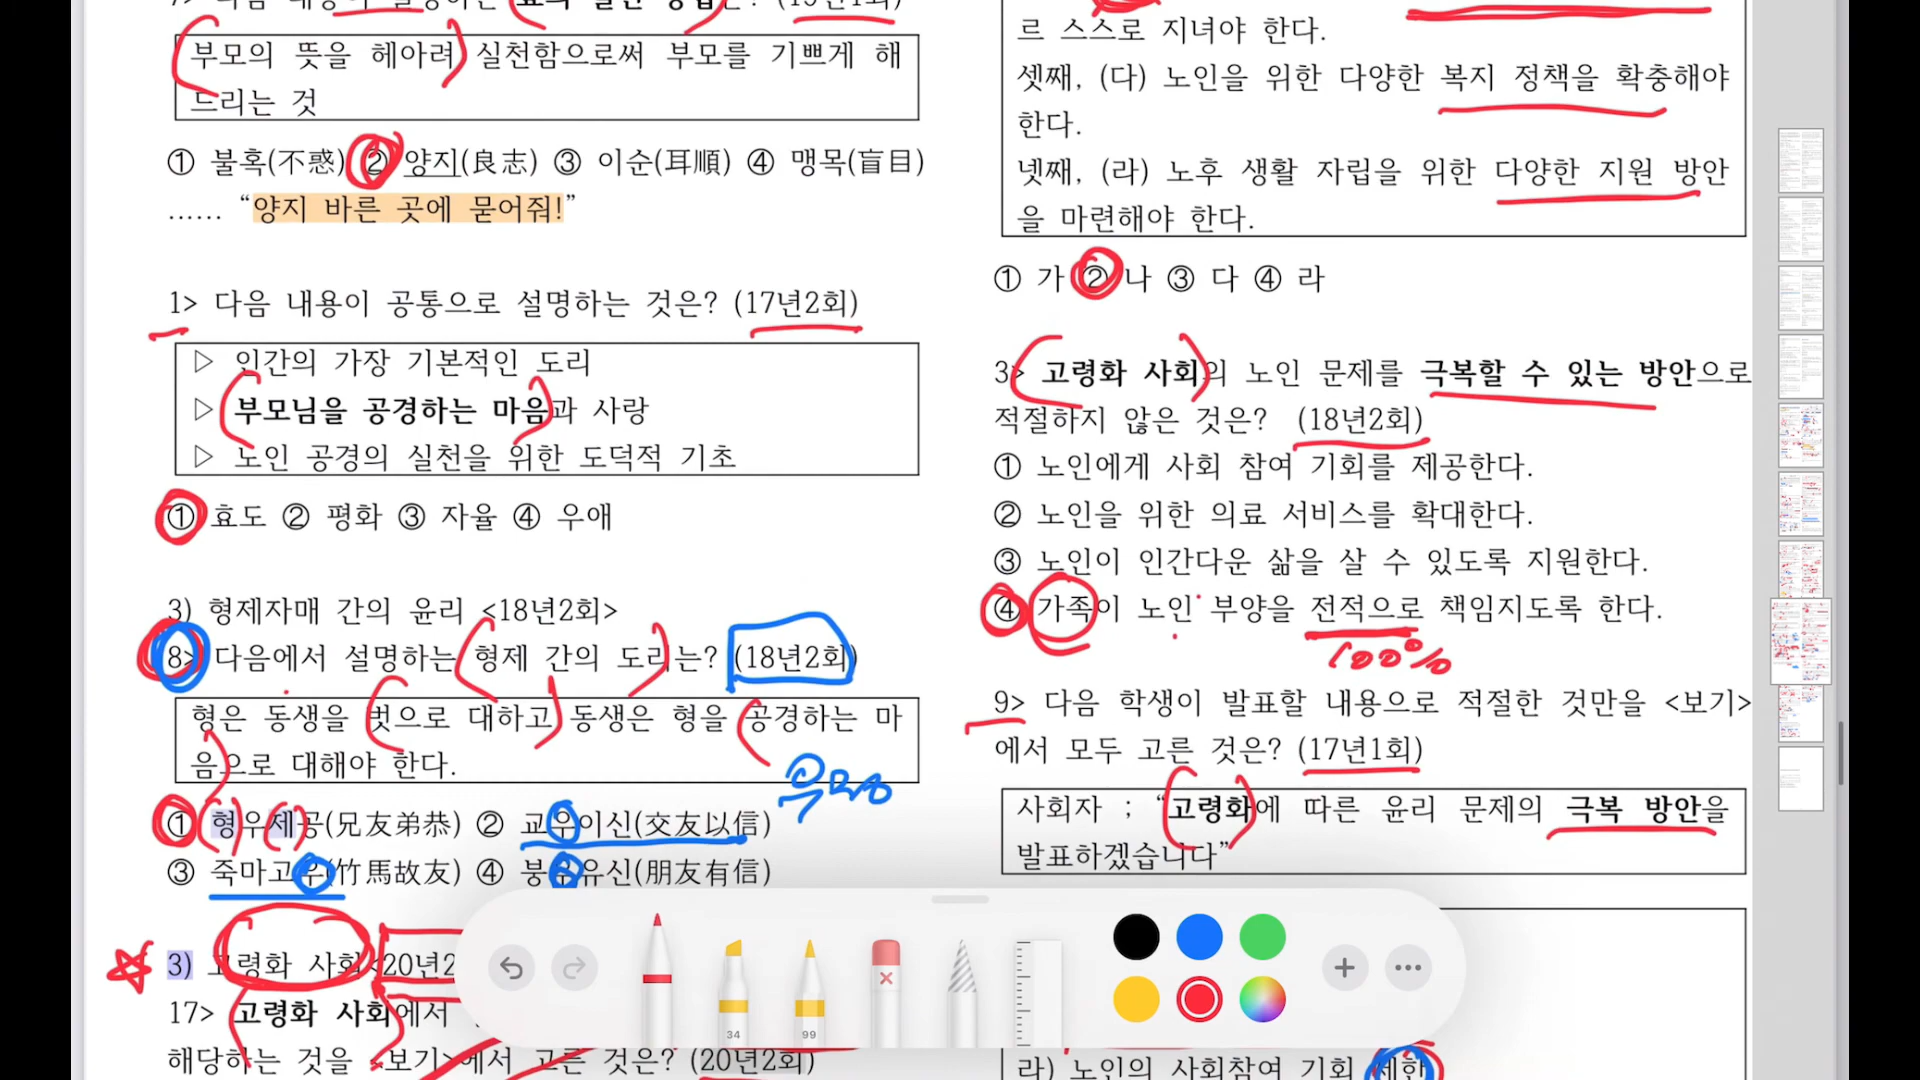 부모의 뜻을 헤아려 실천함으로써 부모를 기쁘게 해
드리는 것
① 불혹(不惑) ② 양지(良志) ③ 이순(耳順) ④ 맹목(盲目)
…… “양지 바른 곳에 묻어줘!”
1> 다음 내용이 공통으로 설명하는 것은? (17년2회)
▷ 인간의 가장 기본적인 도리
▷ 부모님을 공경하는 마음과 사랑
▷ 노인 공경의 실천을 위한 도덕적 기초
① 효도 ② 평화 ③ 자율 ④ 우애
3) 형제자매 간의 윤리 <18년2회>
8> 다음에서 설명하는 형제 간의 도리는? (18년2회)
형은 동생을 벗으로 대하고 동생은 형을 공경하는 마
음으로 대해야 한다.
우정
① 형우제공(兄友弟恭) ② 교우이신(交友以信)
③ 죽마고우(竹馬故友) ④ 붕우유신(朋友有信)
3) 고령화 사회<20년2
17> 고령화 사회에서
해당하는 것을 <보기>에서 고른 것은? (20년2회)
르 스스로 지녀야 한다.
셋째, (다) 노인을 위한 다양한 복지 정책을 확충해야
한다.
넷째, (라) 노후 생활 자립을 위한 다양한 지원 방안
을 마련해야 한다.
① 가 ② 나 ③ 다 ④ 라
3> 고령화 사회의 노인 문제를 극복할 수 있는 방안으로
적절하지 않은 것은? (18년2회)
① 노인에게 사회 참여 기회를 제공한다.
② 노인을 위한 의료 서비스를 확대한다.
③ 노인이 인간다운 삶을 살 수 있도록 지원한다.
④ 가족이 노인 부양을 전적으로 책임지도록 한다.
100%
9> 다음 학생이 발표할 내용으로 적절한 것만을 <보기>
에서 모두 고른 것은? (17년1회)
사회자 ; “고령화에 따른 윤리 문제의 극복 방안을
발표하겠습니다”
라) 노인의 사회참여 기회 제한
34
99